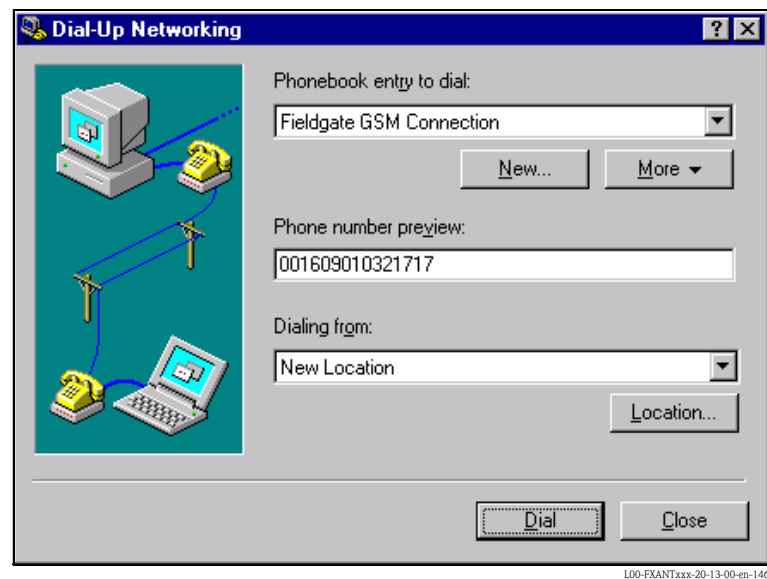 Dial-Up Networking
Phonebook entry to dial:
Fieldgate GSM Connection
New... More
Phone number preview:
001609010321717
Dialing from:
New Location
Location...
Dial Close
L00-FXANTxxx-20-13-00-en-146